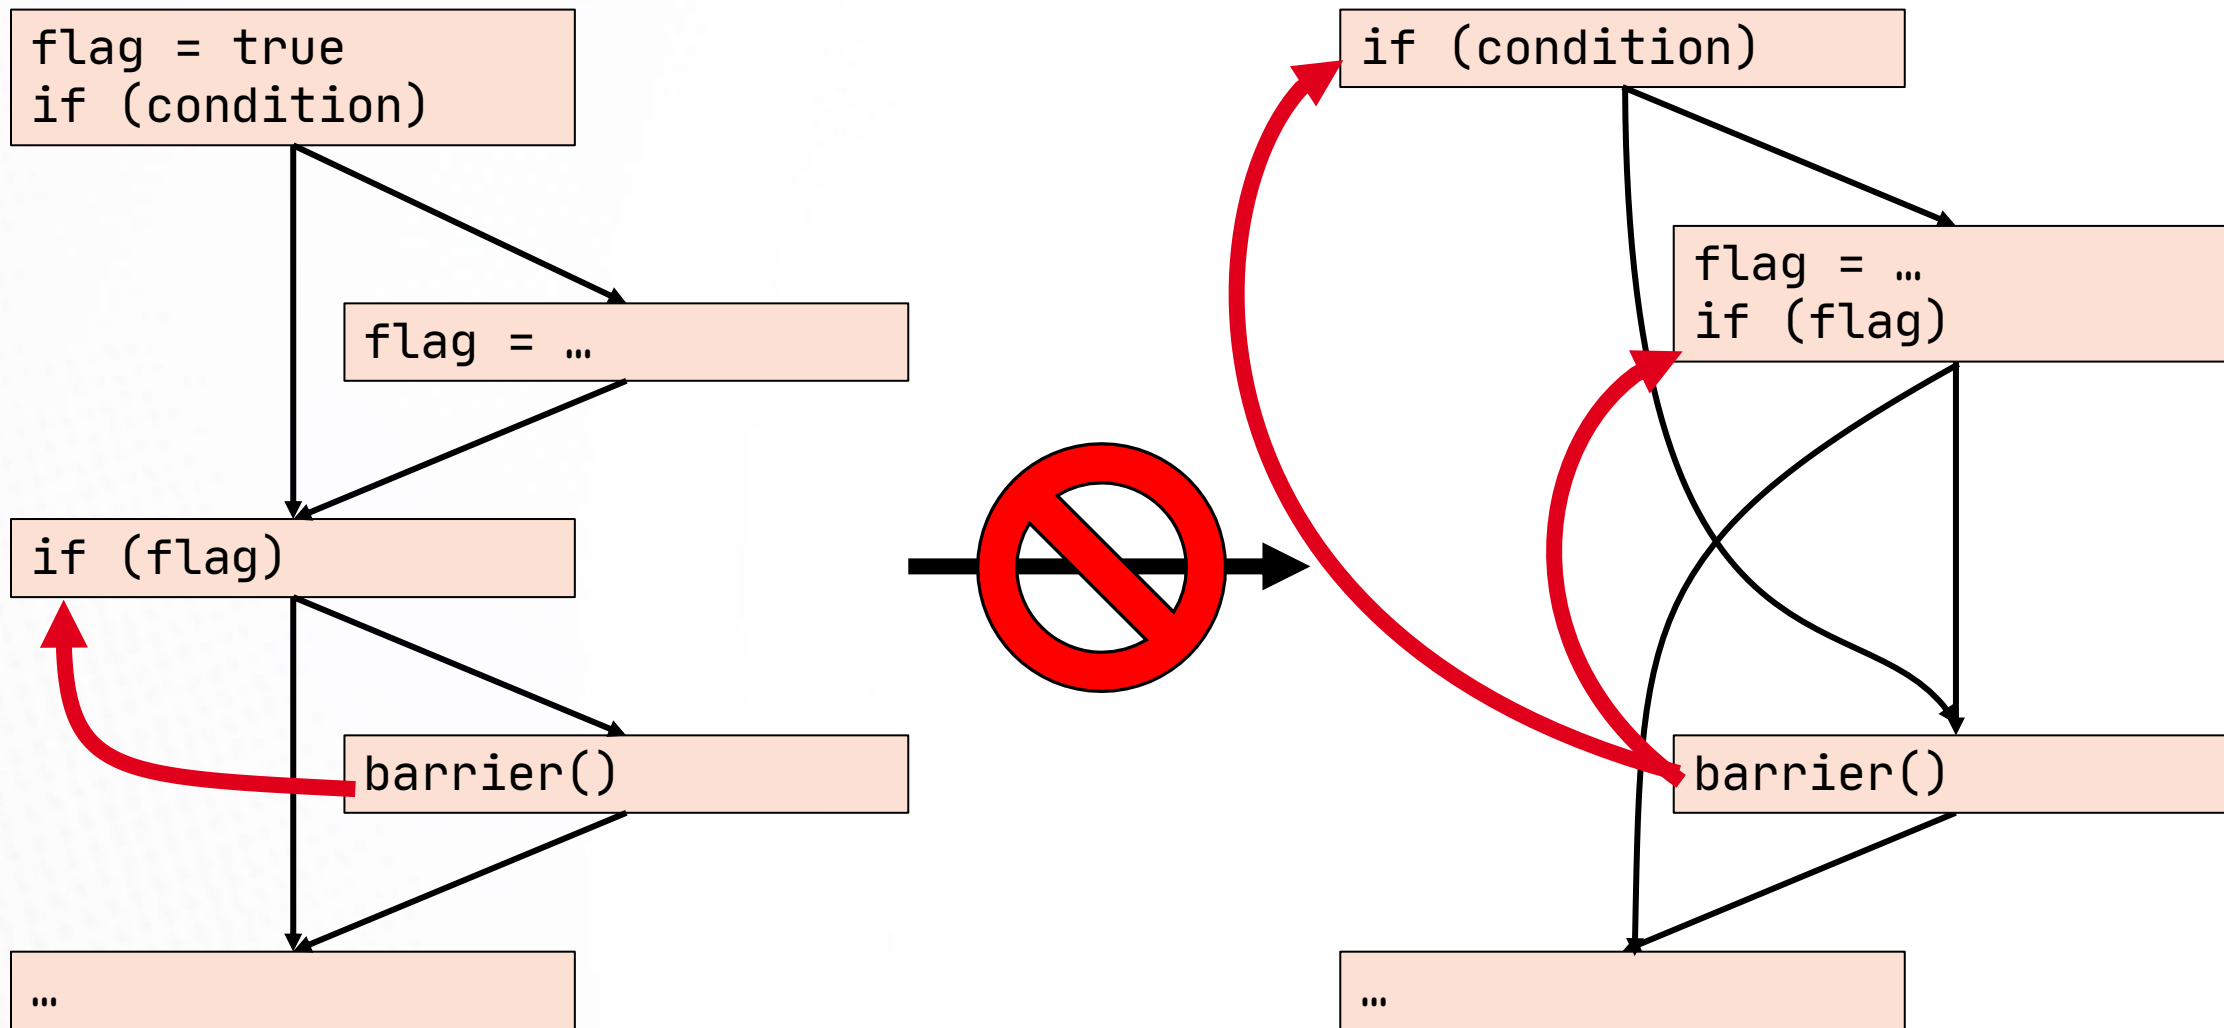 flag = true
if (condition)
flag = …
if (flag)
barrier()
…
if (condition)
flag = …
if (flag)
barrier()
…